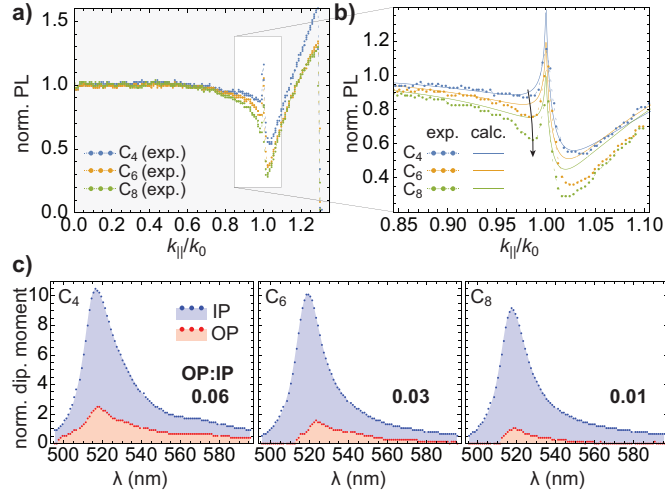 a)
norm. PL
1.5
1.0
0.5
0.0
C4 (exp.)
C6 (exp.)
C8 (exp.)
0.0 0.2 0.4 0.6 0.8 1.0 1.2
k||/k0
b)
norm. PL
1.2
1.0
0.8
0.6
0.4
exp. calc.
C4
C6
C8
0.85 0.90 0.95 1.00 1.05 1.10
k||/k0
c)
norm. dip. moment
10
8
6
4
2
0
C4
IP
OP
OP:IP
0.06
500 520 540 560 580
λ (nm)
C6
0.03
500 520 540 560 580
λ (nm)
C8
0.01
500 520 540 560 580
λ (nm)